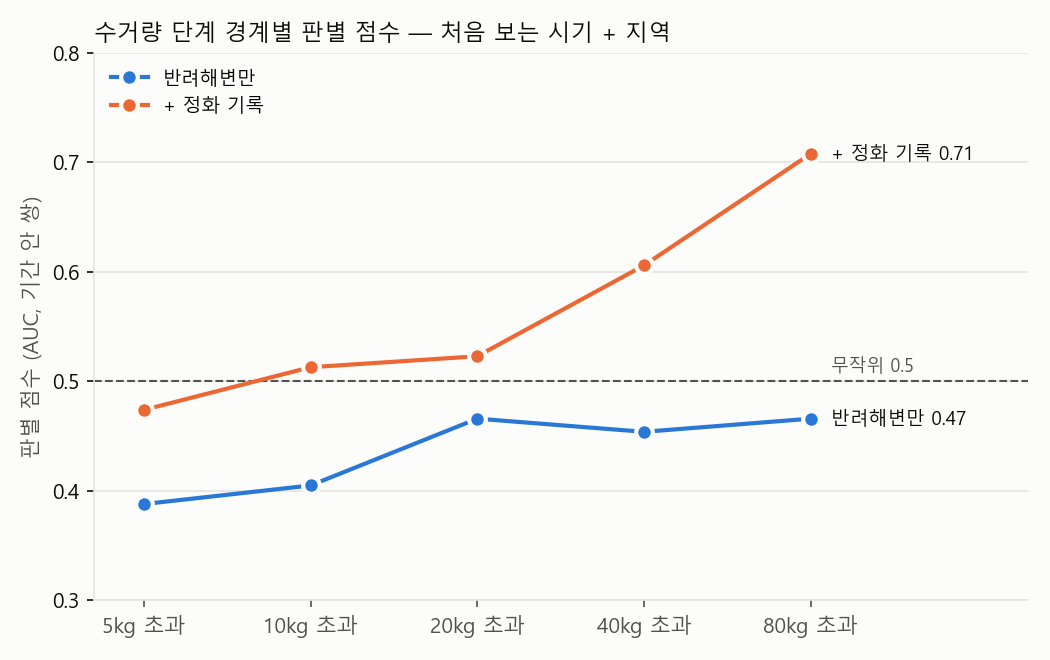 수거량 단계 경계별 판별 점수 — 처음 보는 시기 + 지역
반려해변만
+ 정화 기록
판별 점수 (AUC, 기간 안 쌍)
0.8
0.7
0.6
0.5
0.4
0.3
+ 정화 기록 0.71
무작위 0.5
반려해변만 0.47
5kg 초과
10kg 초과
20kg 초과
40kg 초과
80kg 초과